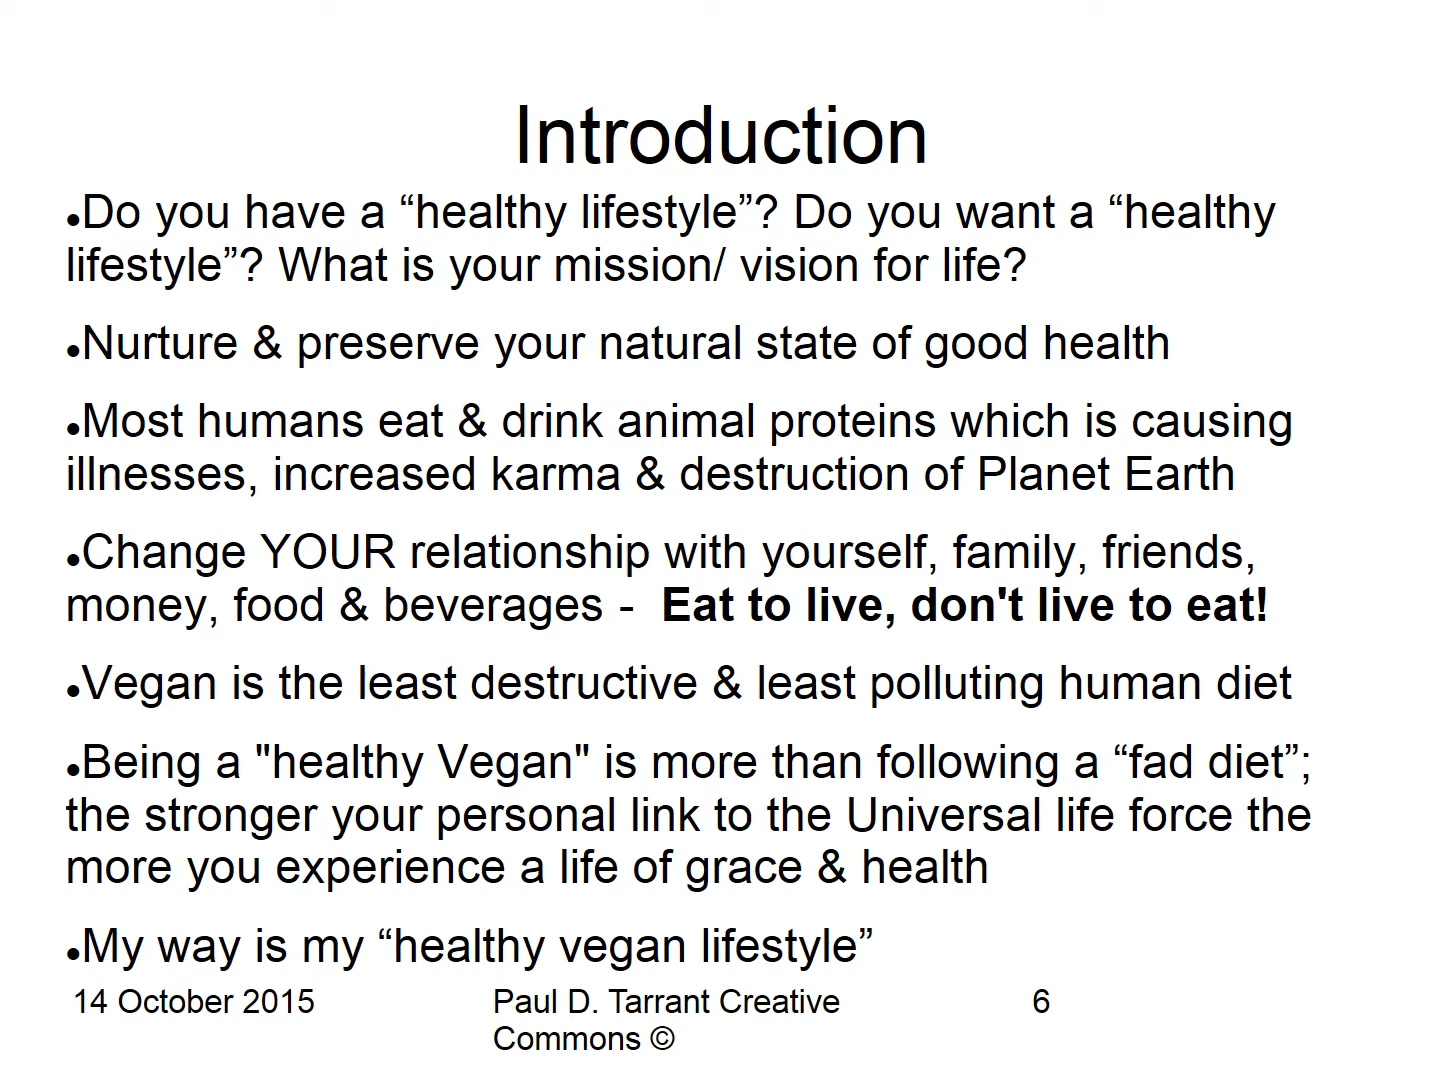 Introduction
•Do you have a “healthy lifestyle”? Do you want a “healthy
lifestyle”? What is your mission/ vision for life?
•Nurture & preserve your natural state of good health
•Most humans eat & drink animal proteins which is causing
illnesses, increased karma & destruction of Planet Earth
•Change YOUR relationship with yourself, family, friends,
money, food & beverages -  Eat to live, don't live to eat!
•Vegan is the least destructive & least polluting human diet
•Being a "healthy Vegan" is more than following a “fad diet”;
the stronger your personal link to the Universal life force the
more you experience a life of grace & health
•My way is my “healthy vegan lifestyle”
14 October 2015
Paul D. Tarrant Creative
Commons ©
6